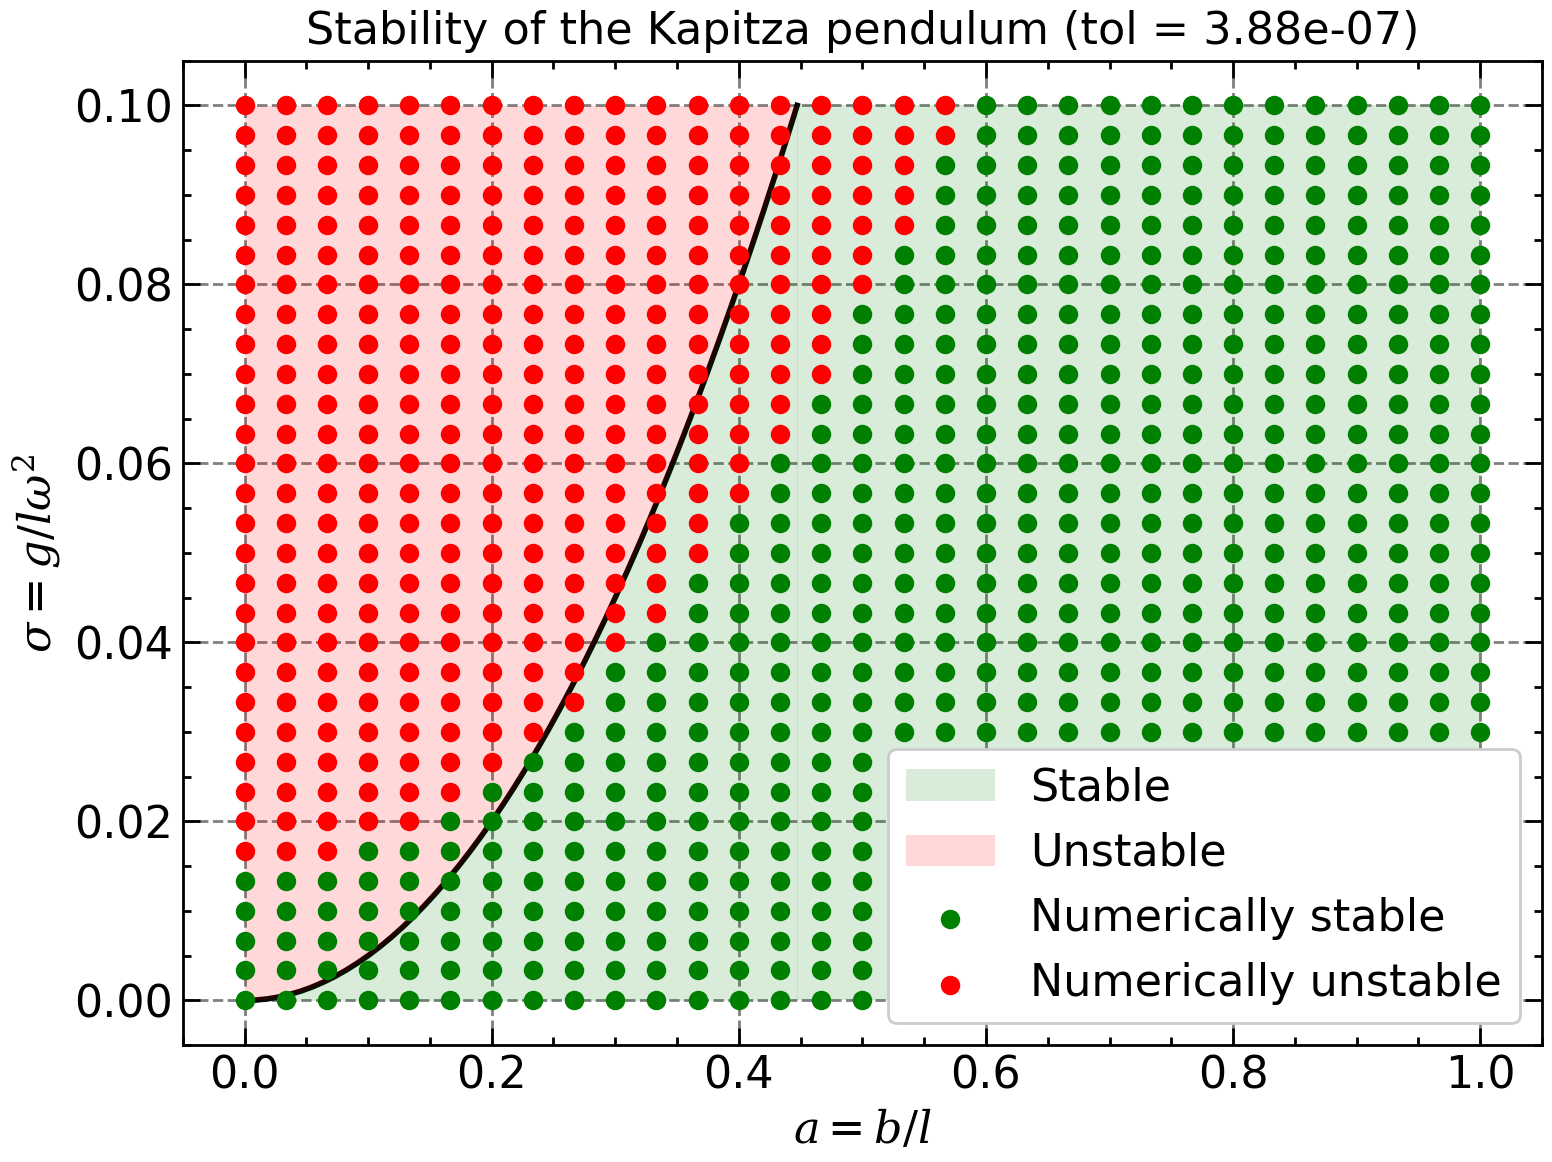 Stability of the Kapitza pendulum (tol = 3.88e-07)
0.10
0.08
0.06
0.04
0.02
0.00
σ = g/lω²
Stable
Unstable
Numerically stable
Numerically unstable
0.0 0.2 0.4 0.6 0.8 1.0
a = b/l